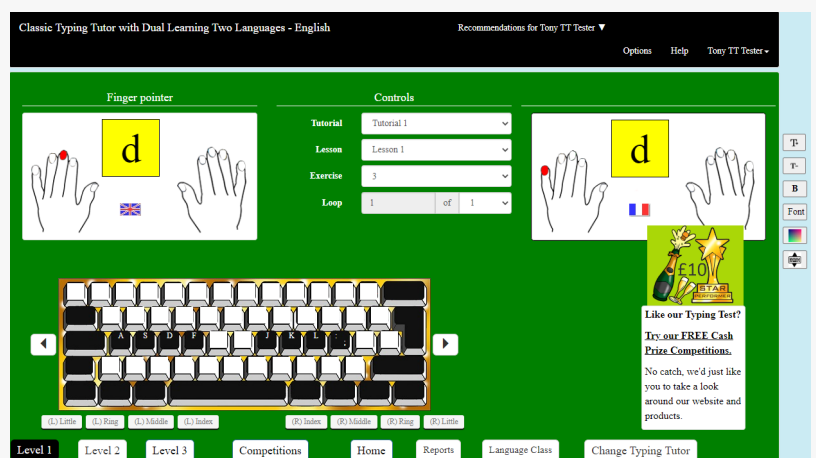 Classic Typing Tutor with Dual Learning Two Languages - English
Recommendations for Tony TT Tester ▼
Options Help Tony TT Tester
Finger pointer
Controls
d
Tutorial Tutorial 1
Lesson Lesson 1
Exercise 3
Loop 1 of 1
d
T+
T-
B
Font
£10
STAR
PERFORMER
Like our Typing Test?
Try our FREE Cash
Prize Competitions.
No catch, we'd just like
you to take a look
around our website and
products.
A S D F J K L : ;
(L) Little (L) Ring (L) Middle (L) Index (R) Index (R) Middle (R) Ring (R) Little
Level 1 Level 2 Level 3 Competitions Home Reports Language Class Change Typing Tutor